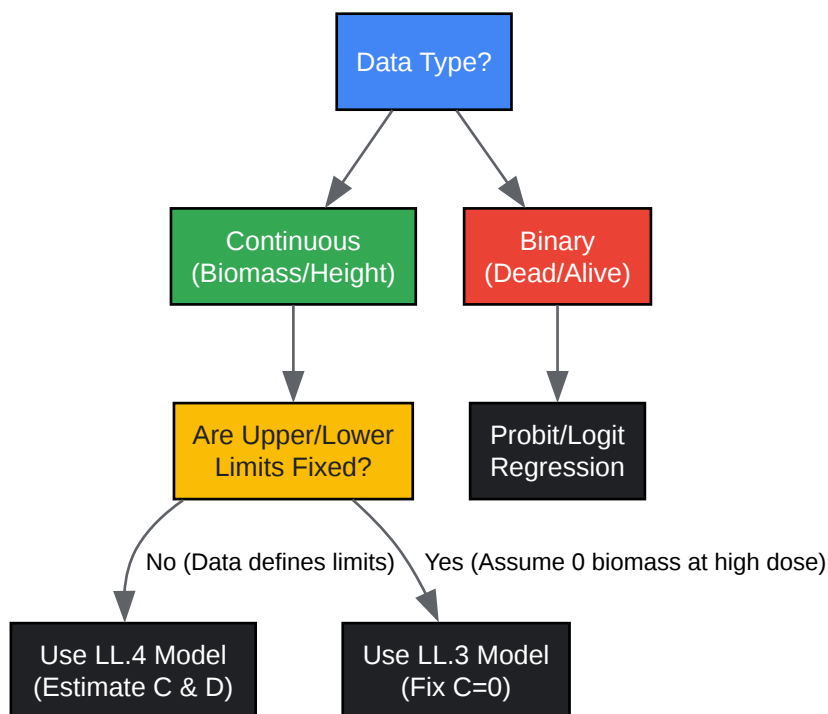 Data Type?
Continuous
(Biomass/Height)
Binary
(Dead/Alive)
Are Upper/Lower
Limits Fixed?
Probit/Logit
Regression
No (Data defines limits)
Yes (Assume 0 biomass at high dose)
Use LL.4 Model
(Estimate C & D)
Use LL.3 Model
(Fix C=0)